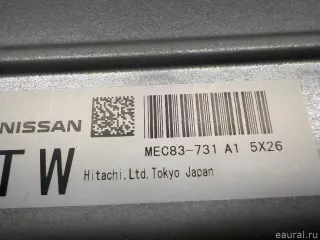 NISSAN
MEC83-731 A1 5X26
TW
Hitachi.Ltd.Tokyo Japan
eaural.ru